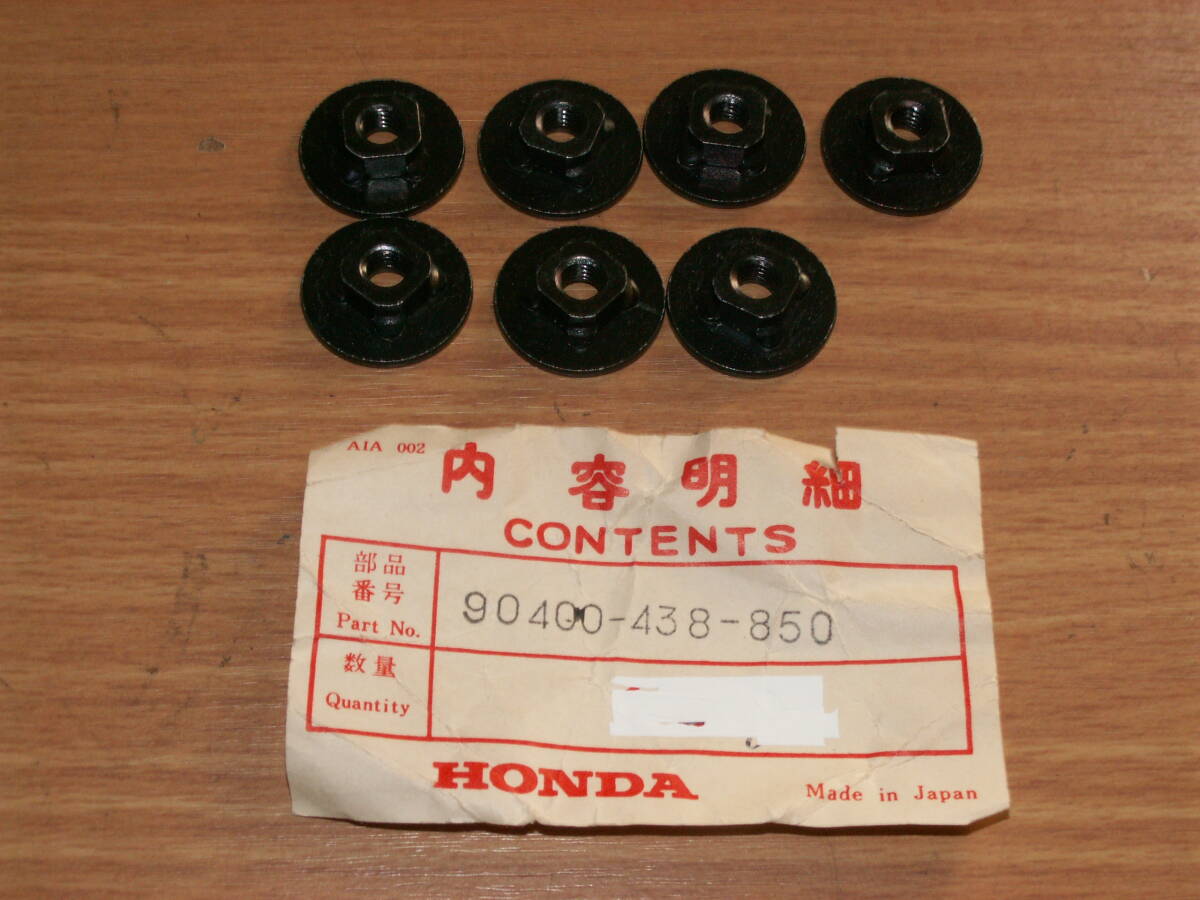 AIA 002
内容明細
CONTENTS
部品
番号
Part No.
90400-438-850
数量
Quantity
HONDA
Made in Japan